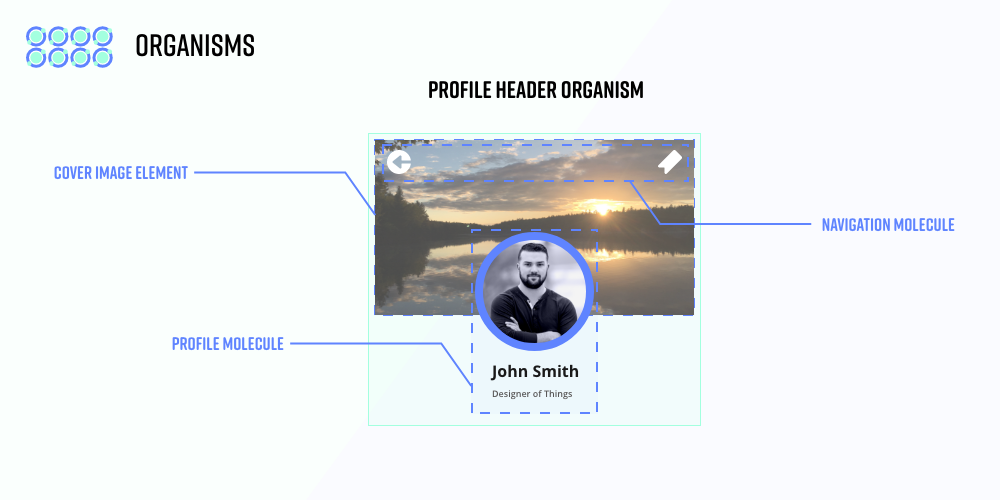 ORGANISMS
PROFILE HEADER ORGANISM
COVER IMAGE ELEMENT
NAVIGATION MOLECULE
PROFILE MOLECULE
John Smith
Designer of Things